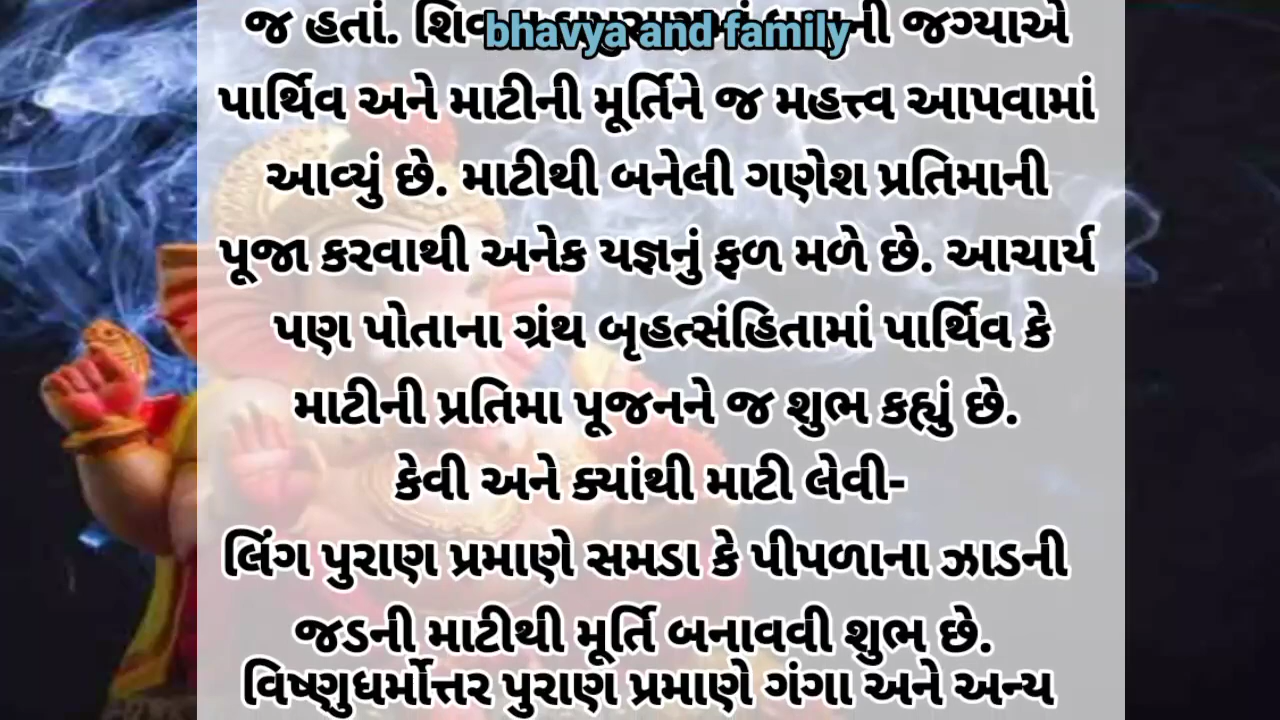 જ હતાં.
bhavya and family
જગ્યાએ
પાર્થિવ અને માટીની મૂર્તિને જ મહત્ત્વ આપવામાં
આવ્યું છે. માટીથી બનેલી ગણેશ પ્રતિમાની
પૂજા કરવાથી અનેક યજ્ઞનું ફળ મળે છે. આચાર્ય
પણ પોતાના ગ્રંથ બૃહત્સંહિતામાં પાર્થિવ કે
માટીની પ્રતિમા પૂજનને જ શુભ કહ્યું છે.
કેવી અને ક્યાંથી માટી લેવી-
લિંગ પુરાણ પ્રમાણે સમડા કે પીપળાના ઝાડની
જડની માટીથી મૂર્તિ બનાવવી શુભ છે.
વિષ્ણુધર્મોત્તર પુરાણ પ્રમાણે ગંગા અને અન્ય